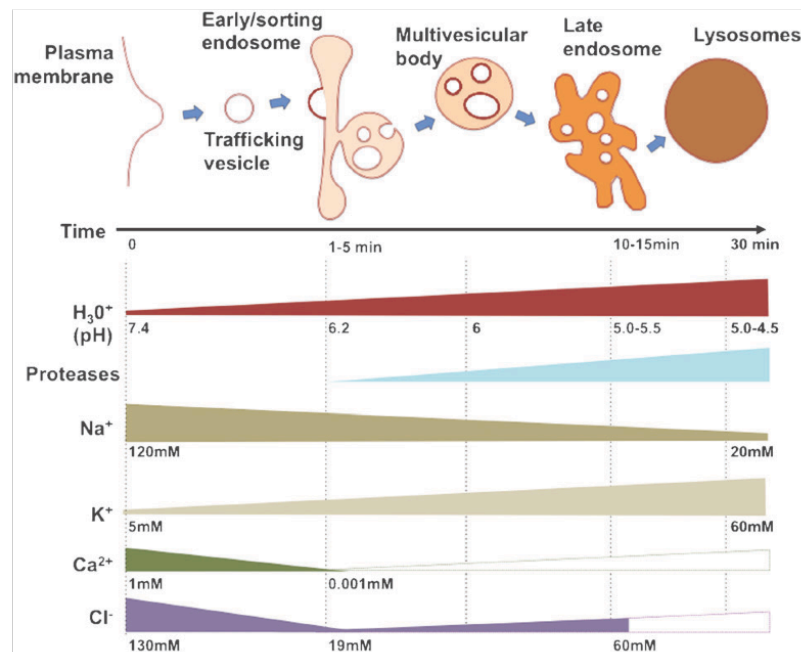 Plasma
membrane
Trafficking
vesicle
Early/sorting
endosome
Multivesicular
body
Late
endosome
Lysosomes
Time
0
1-5 min
10-15min
30 min
H₃0⁺
(pH)
7.4
6.2
6
5.0-5.5
5.0-4.5
Proteases
Na⁺
120mM
20mM
K⁺
5mM
60mM
Ca²⁺
1mM
0.001mM
Cl⁻
130mM
19mM
60mM